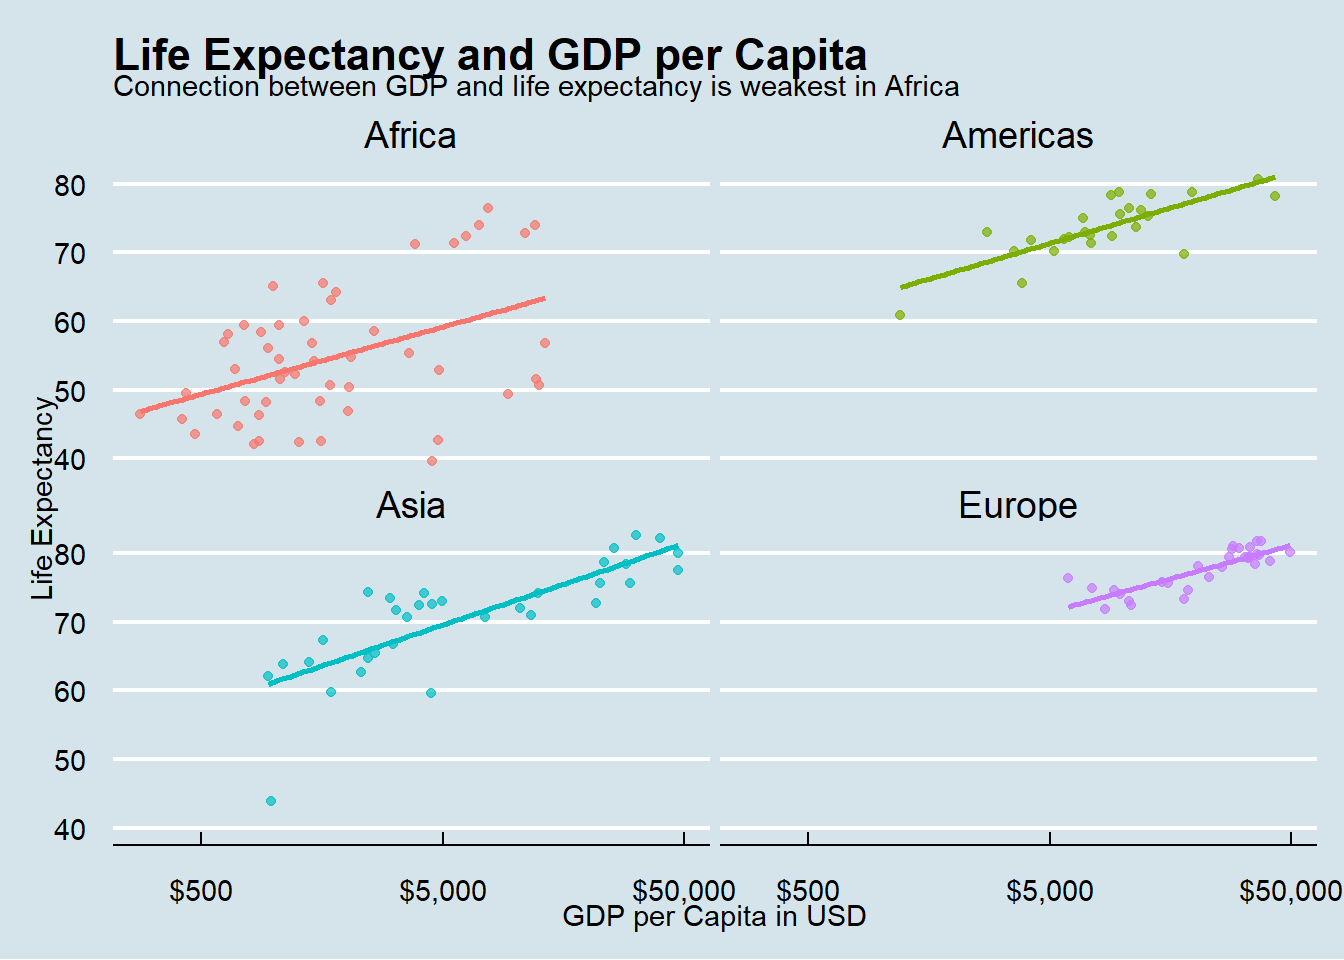 Life Expectancy and GDP per Capita
Connection between GDP and life expectancy is weakest in Africa
Africa
Americas
80
70
60
50
40
Asia
Europe
80
70
60
50
40
Life Expectancy
$500
$5,000
$50,000
$500
$5,000
$50,000
GDP per Capita in USD